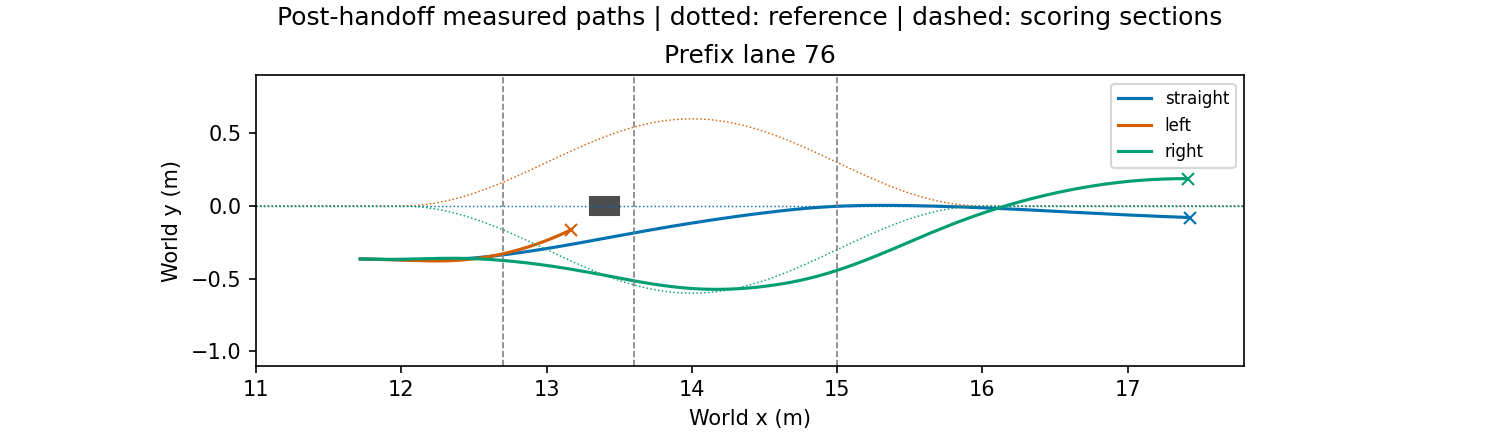 Post-handoff measured paths | dotted: reference | dashed: scoring sections
Prefix lane 76
World y (m)
0.5
0.0
−0.5
−1.0
straight
left
right
11 12 13 14 15 16 17
World x (m)